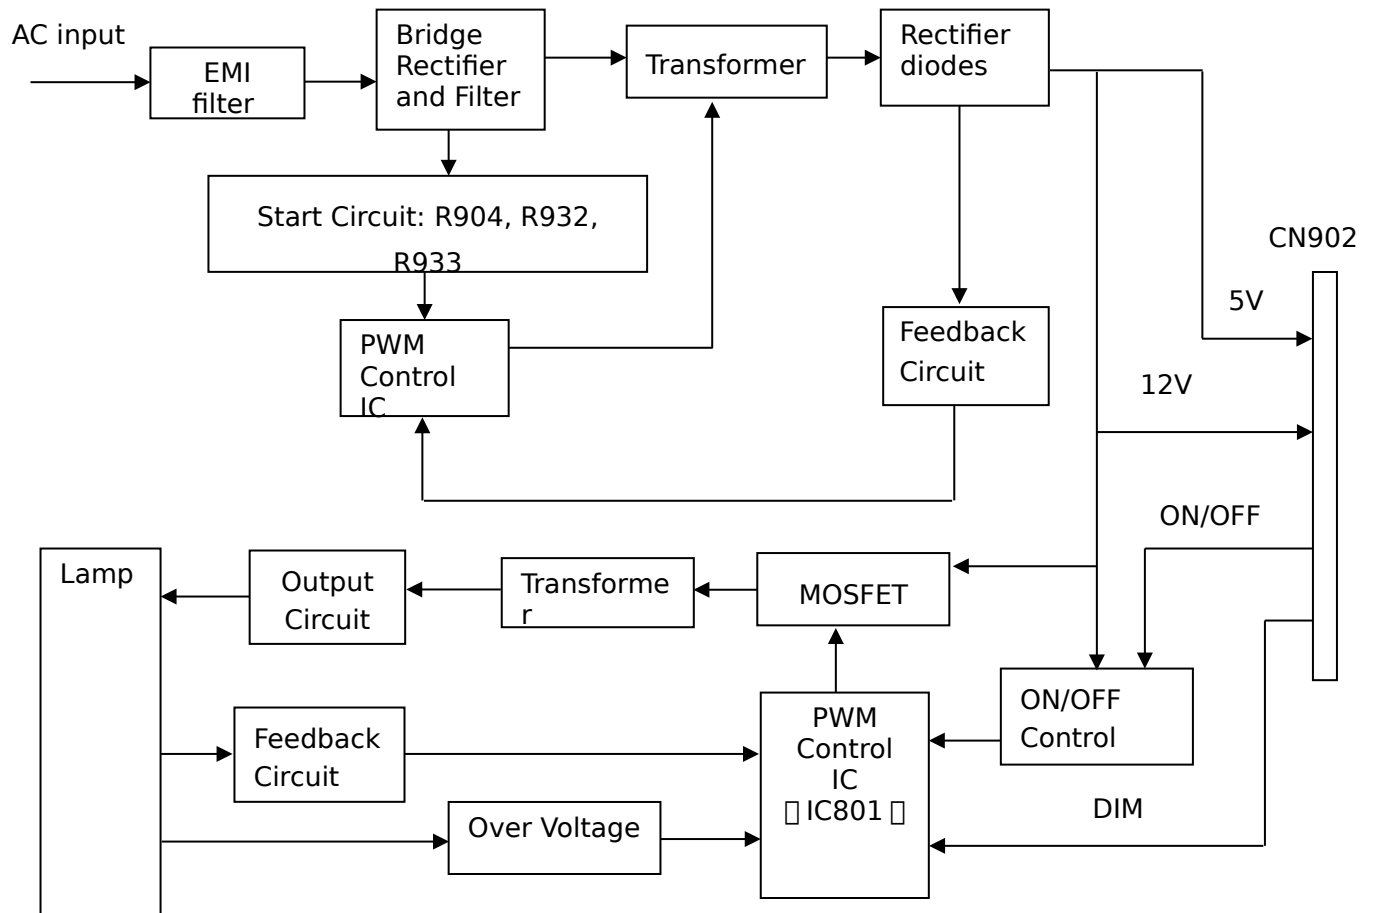 AC input
EMI
filter
Bridge
Rectifier
and Filter
Transformer
Rectifier
diodes
Start Circuit: R904, R932,
R933
CN902
5V
PWM
Control
IC
Feedback
Circuit
12V
ON/OFF
Lamp
Output
Circuit
Transforme
r
MOSFET
ON/OFF
Control
PWM
Control
IC
IC801
Feedback
Circuit
DIM
Over Voltage